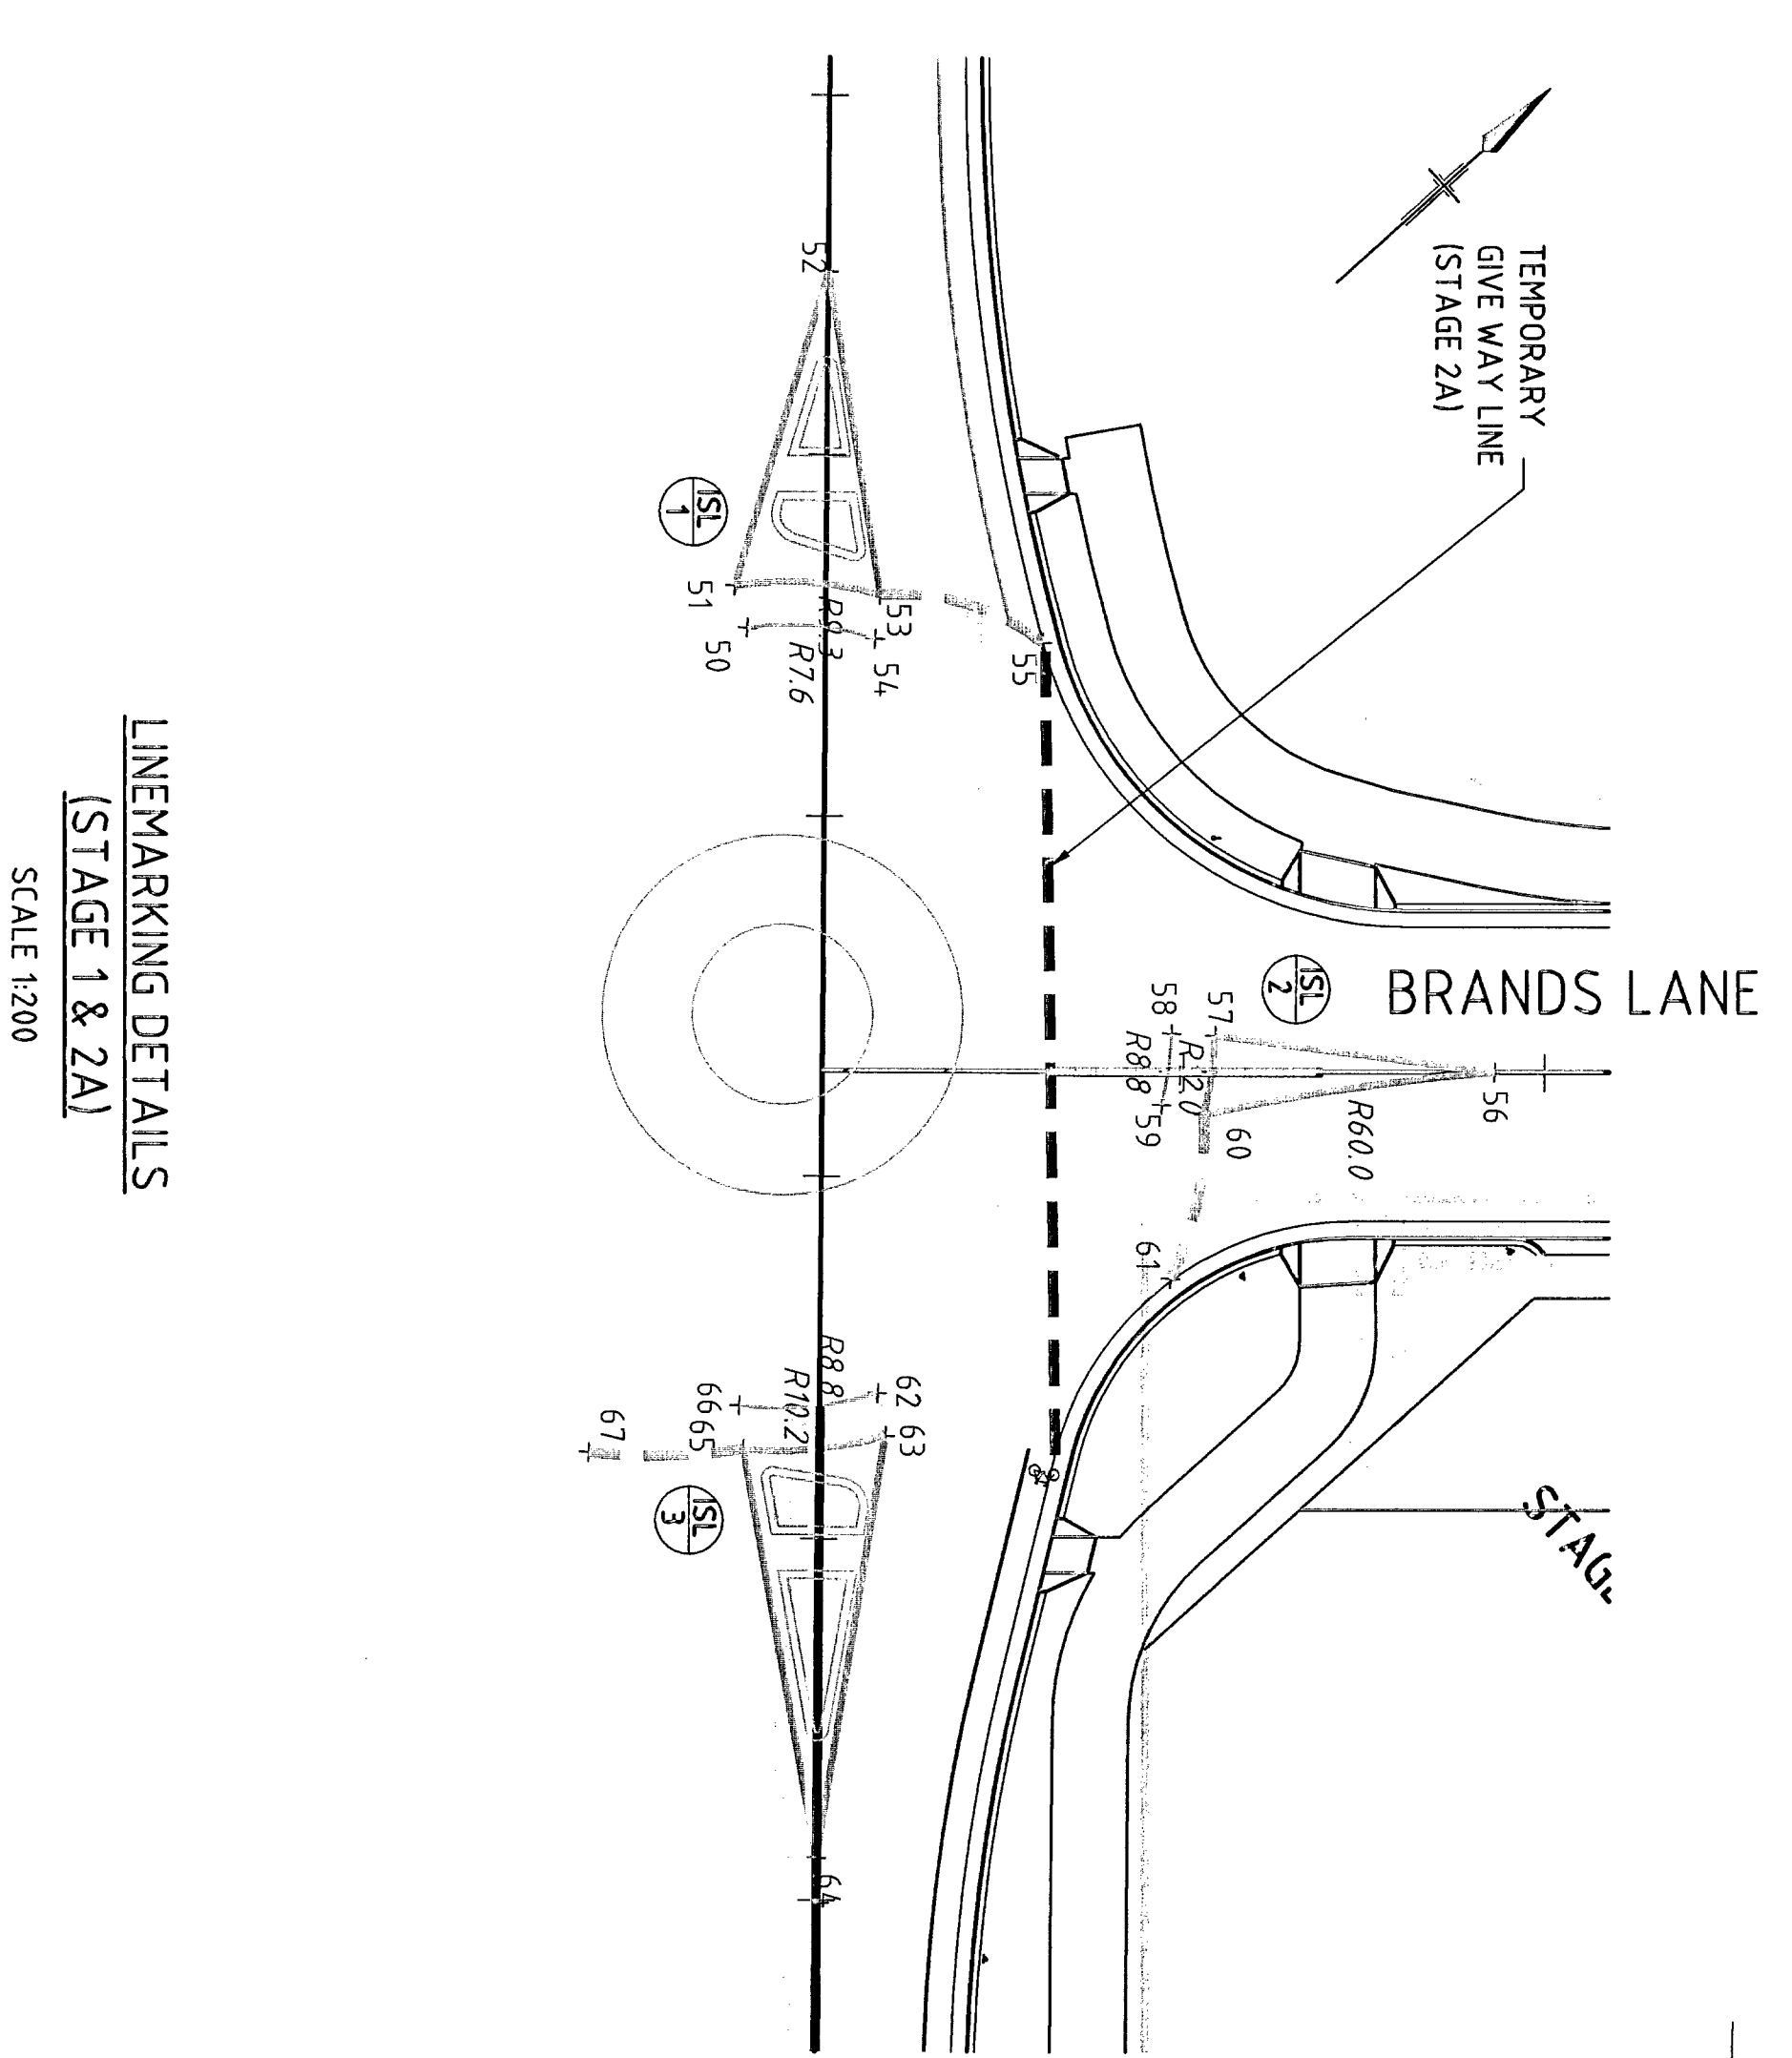 TEMPORARY
GIVE WAY LINE
(STAGE 2A)
BRANDS LANE
52
ISL
1
51
50
R9.3
R7.6
53
54
55
ISL
2
58
57
R8.8
59
60
R60.0
56
61
R8.8
R10.2
62
63
66
65
67
ISL
3
64
LINEMARKING DETAILS
(STAGE 1 & 2A)
SCALE 1:200